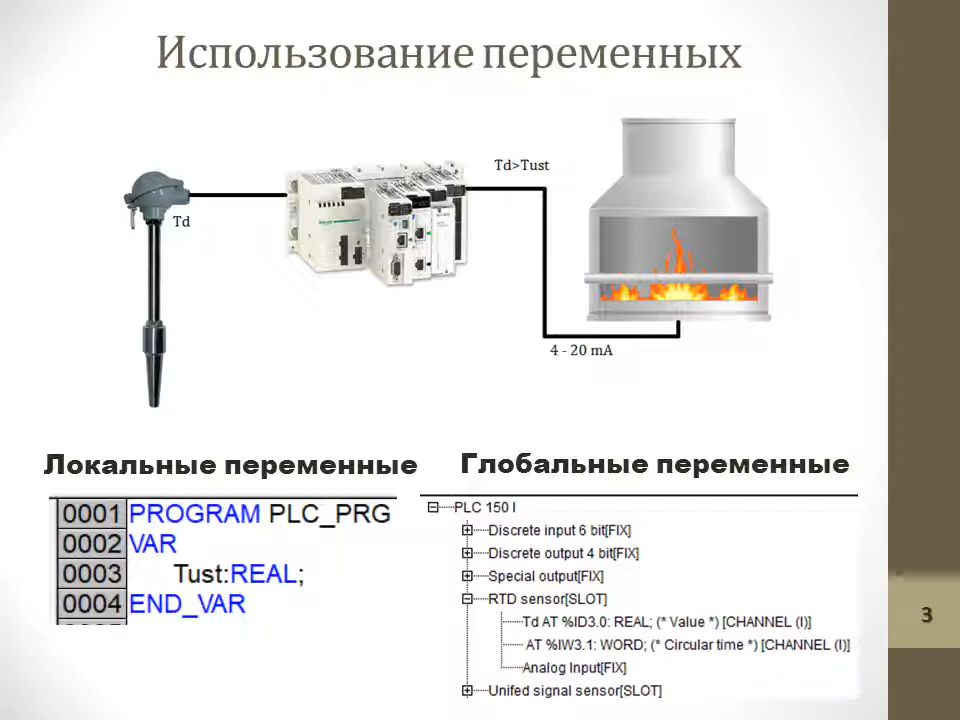 Использование переменных
Td>Tust
Td
4 - 20 mA
Локальные переменные
Глобальные переменные
0001 PROGRAM PLC_PRG
0002 VAR
0003 Tust:REAL;
0004 END_VAR
PLC 150 I
Discrete input 6 bit[FIX]
Discrete output 4 bit[FIX]
Special output[FIX]
RTD sensor[SLOT]
Td AT %ID3.0: REAL; (* Value *) [CHANNEL (I)]
AT %IW3.1: WORD; (* Circular time *) [CHANNEL (I)]
Analog Input[FIX]
Unifed signal sensor[SLOT]
3